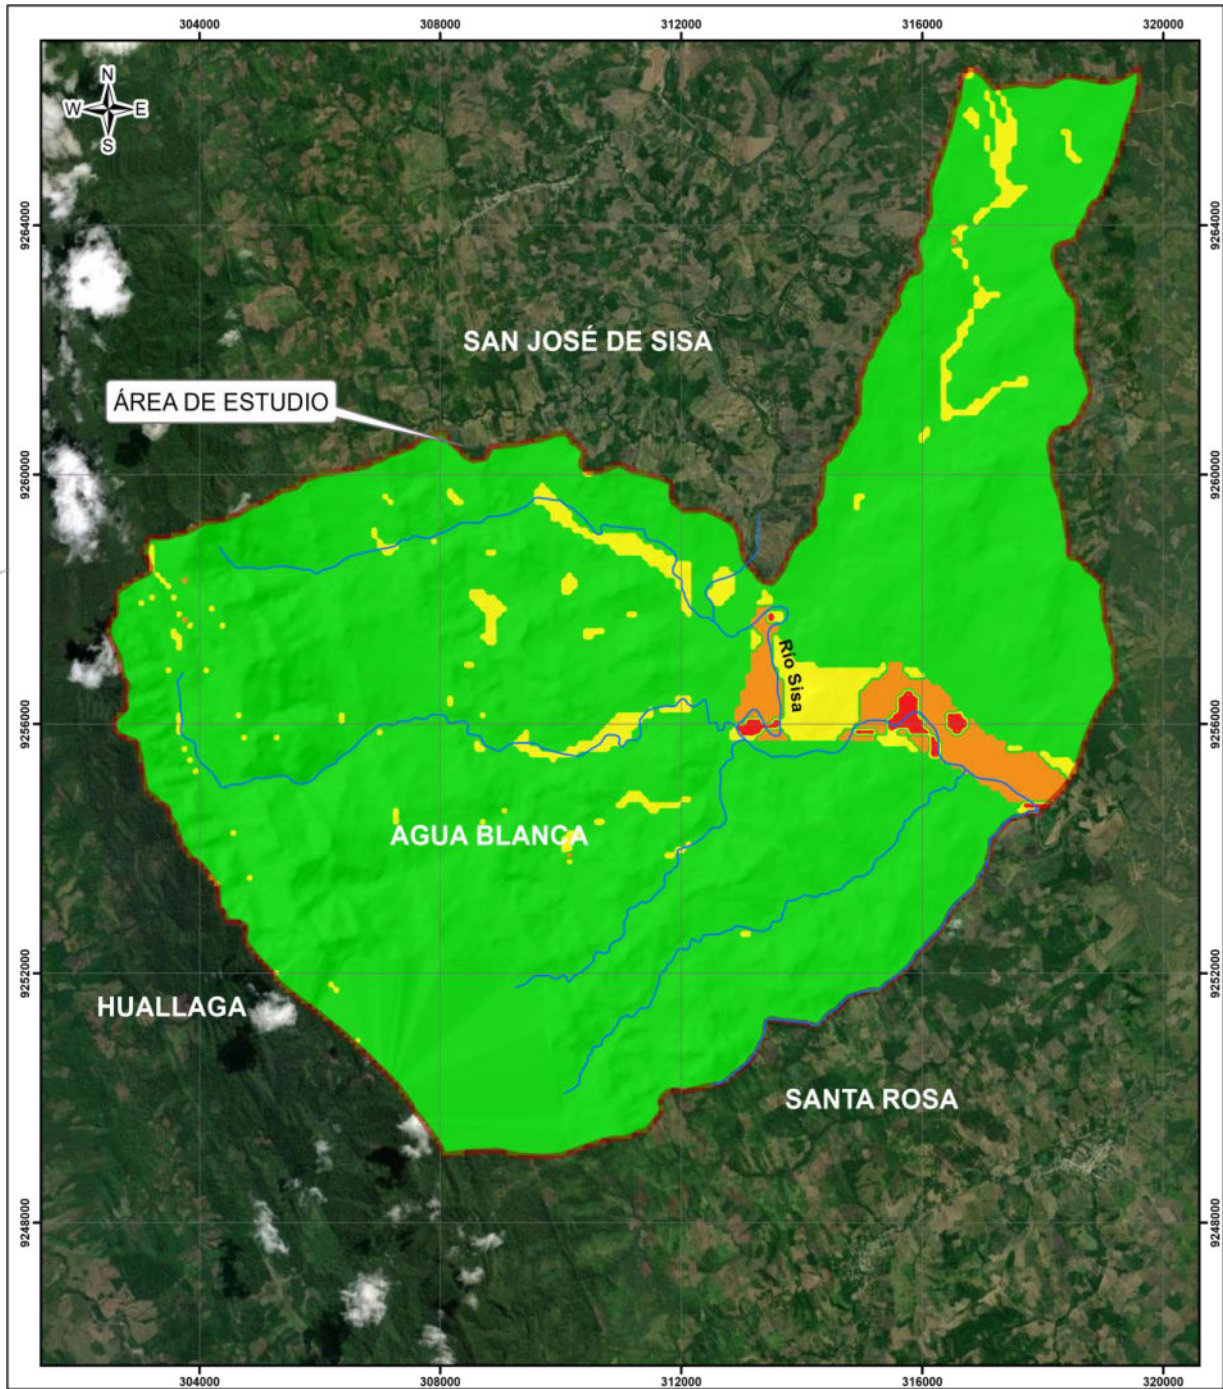 304000 308000 312000 316000 320000
N
W E
S
9264000 9264000
SAN JOSÉ DE SISA
ÁREA DE ESTUDIO
9260000 9260000
Río Sisa
9256000 9256000
AGUA BLANCA
9252000 9252000
HUALLAGA
SANTA ROSA
9248000 9248000
304000 308000 312000 316000 320000